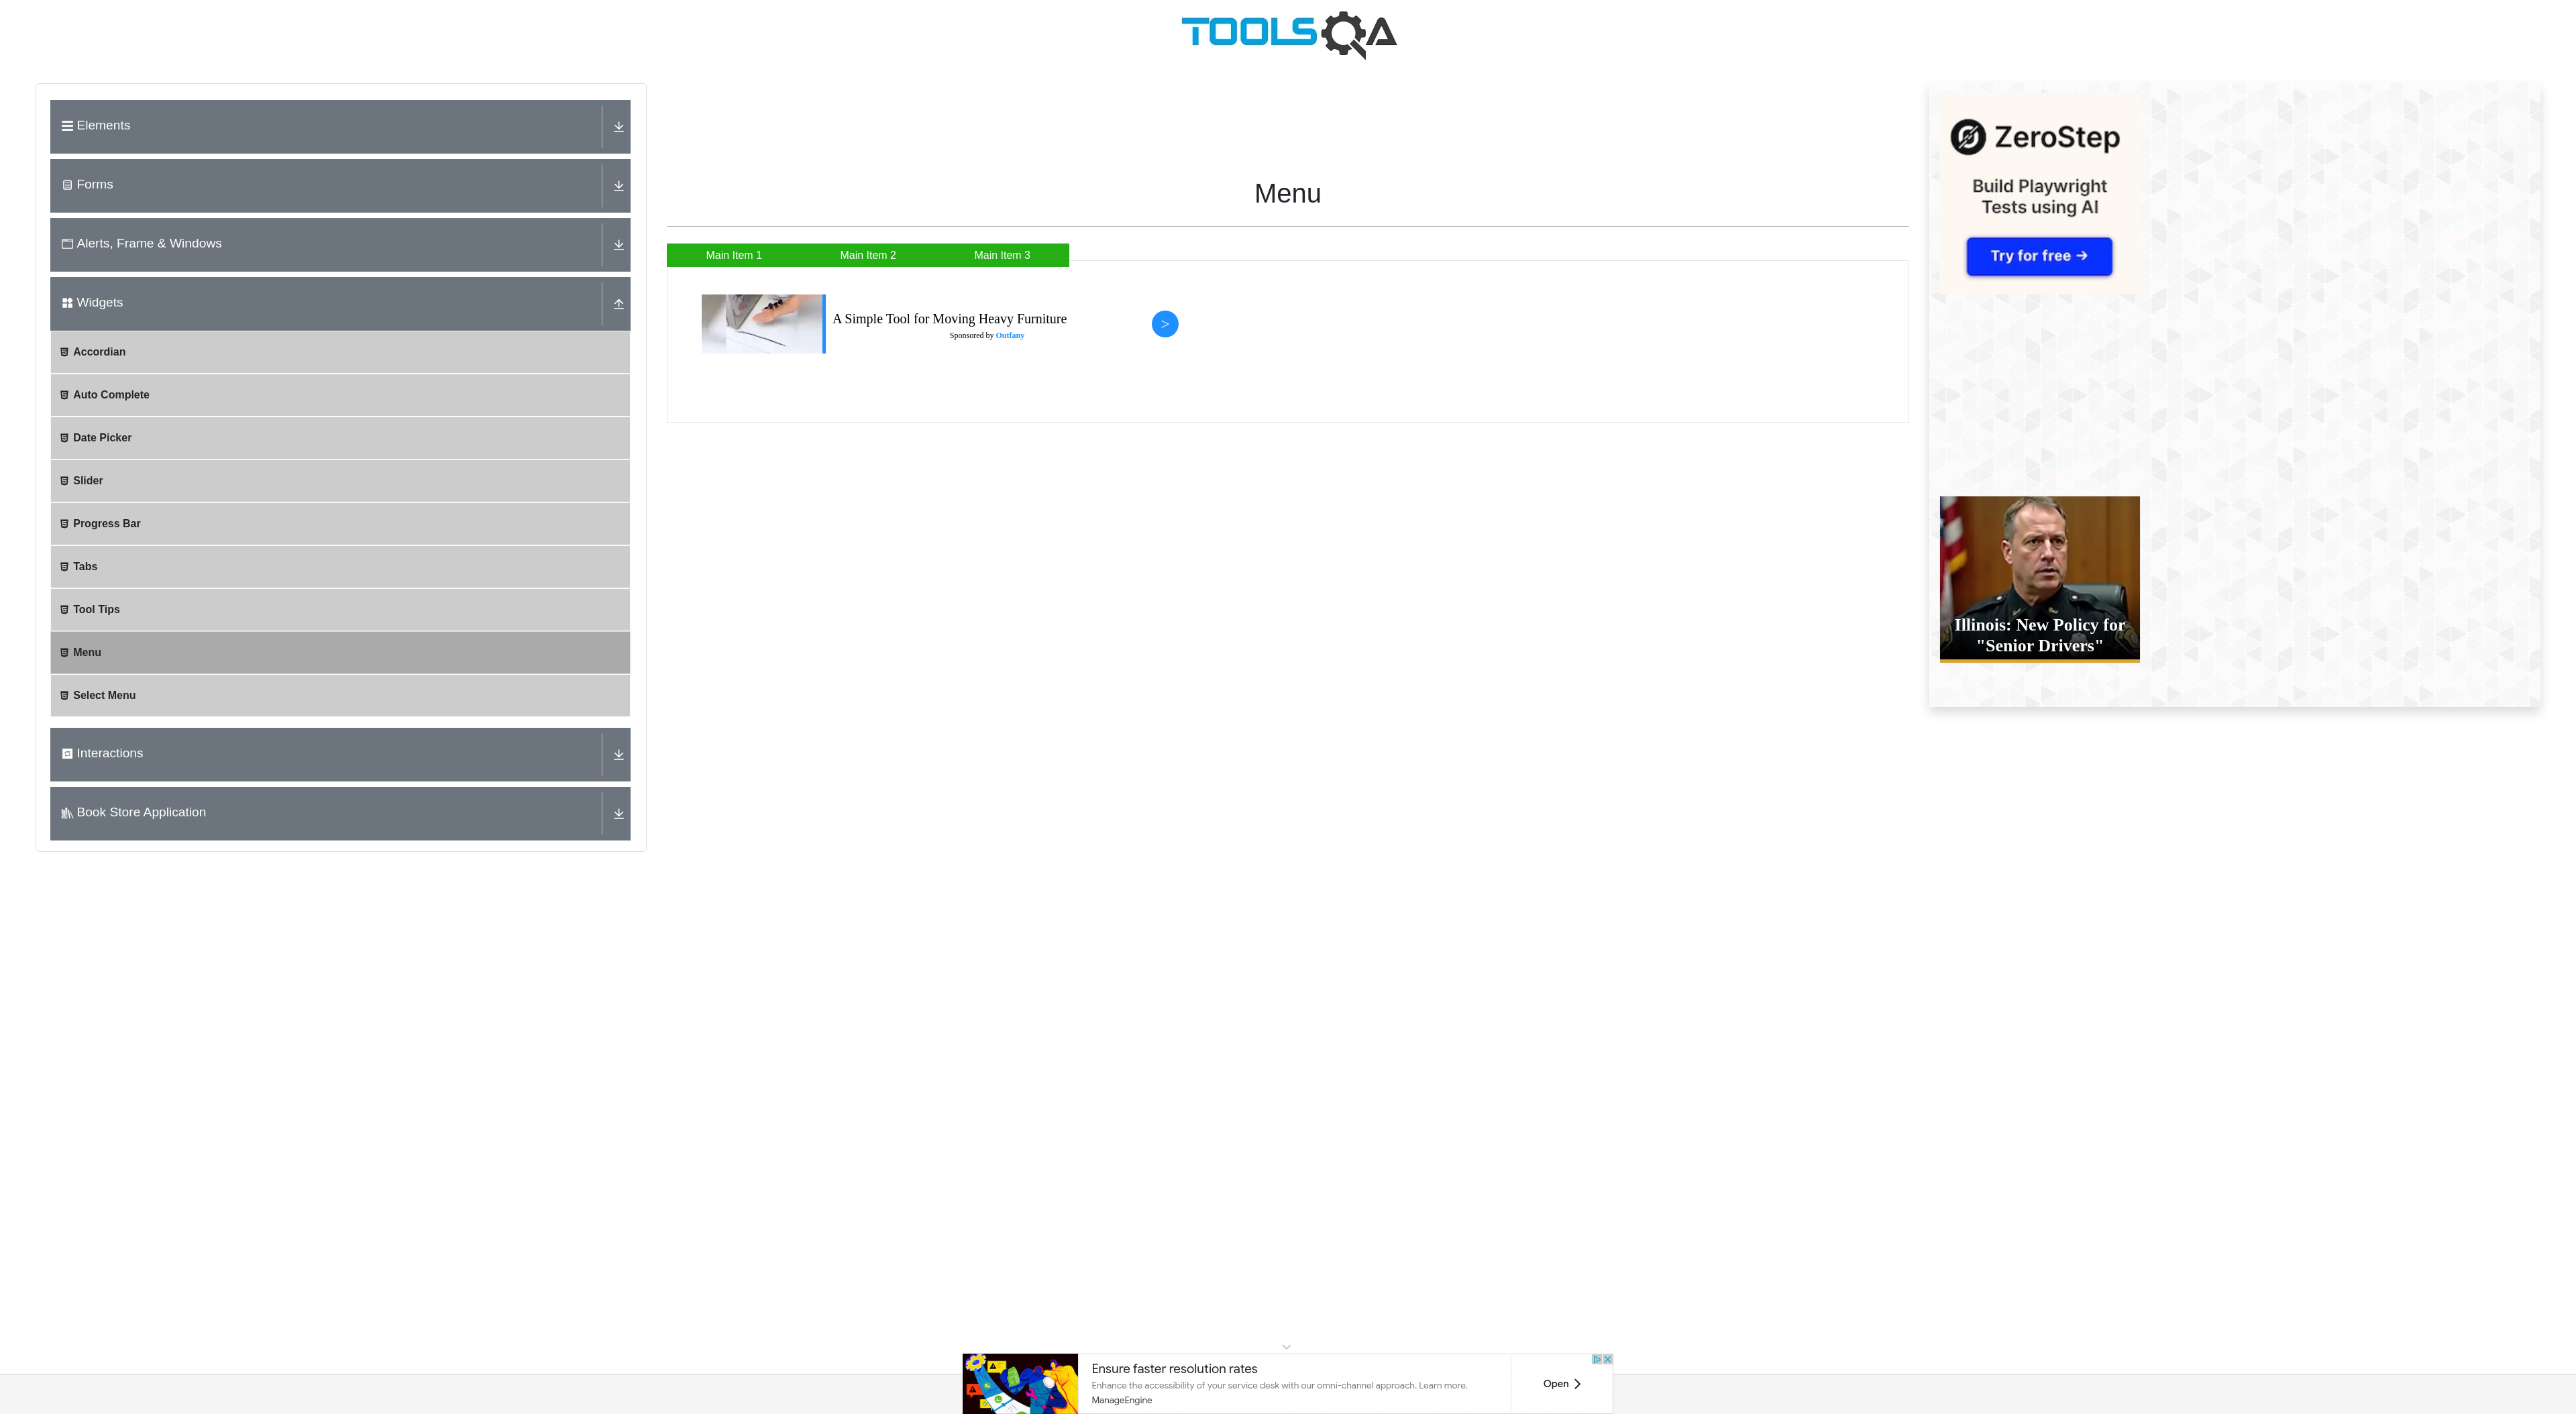 TOOLSQA
Elements
Forms
Alerts, Frame & Windows
Widgets
Accordian
Auto Complete
Date Picker
Slider
Progress Bar
Tabs
Tool Tips
Menu
Select Menu
Interactions
Book Store Application
Menu
Main Item 1
Main Item 2
Main Item 3
A Simple Tool for Moving Heavy Furniture
Sponsored by Outfany
>
ZeroStep
Build Playwright
Tests using AI
Try for free →
Illinois: New Policy for
"Senior Drivers"
Ensure faster resolution rates
Enhance the accessibility of your service desk with our omni-channel approach. Learn more.
ManageEngine
Open